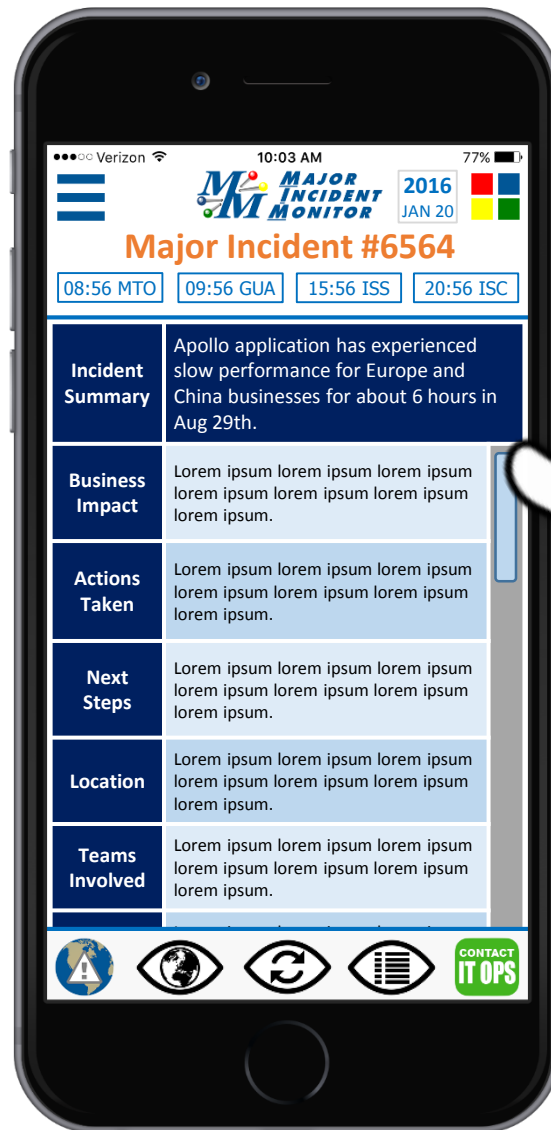 Verizon 10:03 AM 77%
MM MAJOR INCIDENT MONITOR
2016
JAN 20
Major Incident #6564
08:56 MTO 09:56 GUA 15:56 ISS 20:56 ISC
Incident Summary
Apollo application has experienced
slow performance for Europe and
China businesses for about 6 hours in
Aug 29th.
Business Impact
Lorem ipsum lorem ipsum lorem ipsum
lorem ipsum lorem ipsum lorem ipsum
lorem ipsum.
Actions Taken
Lorem ipsum lorem ipsum lorem ipsum
lorem ipsum lorem ipsum lorem ipsum
lorem ipsum.
Next Steps
Lorem ipsum lorem ipsum lorem ipsum
lorem ipsum lorem ipsum lorem ipsum
lorem ipsum.
Location
Lorem ipsum lorem ipsum lorem ipsum
lorem ipsum lorem ipsum lorem ipsum
lorem ipsum.
Teams Involved
Lorem ipsum lorem ipsum lorem ipsum
lorem ipsum lorem ipsum lorem ipsum
lorem ipsum.
CONTACT
IT OPS